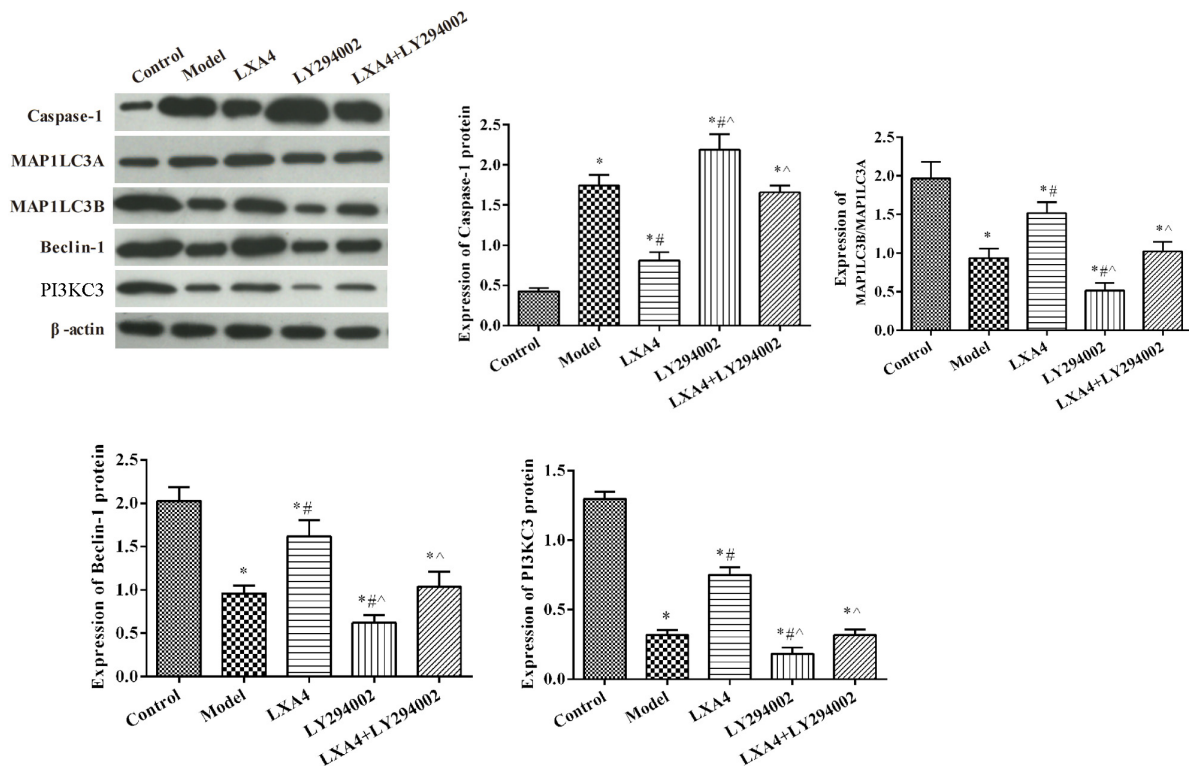 Control Model LXA4 LY294002 LXA4+LY294002
Caspase-1
MAP1LC3A
MAP1LC3B
Beclin-1
PI3KC3
β-actin
Expression of Caspase-1 protein
2.5
2.0
1.5
1.0
0.5
0.0
*
*#
*#^
*^
Control Model LXA4 LY294002 LXA4+LY294002
Expression of
MAP1LC3B/MAP1LC3A
2.5
2.0
1.5
1.0
0.5
0.0
*
*#
*#^
*^
Control Model LXA4 LY294002 LXA4+LY294002
Expression of Beclin-1 protein
2.5
2.0
1.5
1.0
0.5
0.0
*
*#
*#^
*^
Control Model LXA4 LY294002 LXA4+LY294002
Expression of PI3KC3 protein
1.5
1.0
0.5
0.0
*
*#
*#^
*^
Control Model LXA4 LY294002 LXA4+LY294002